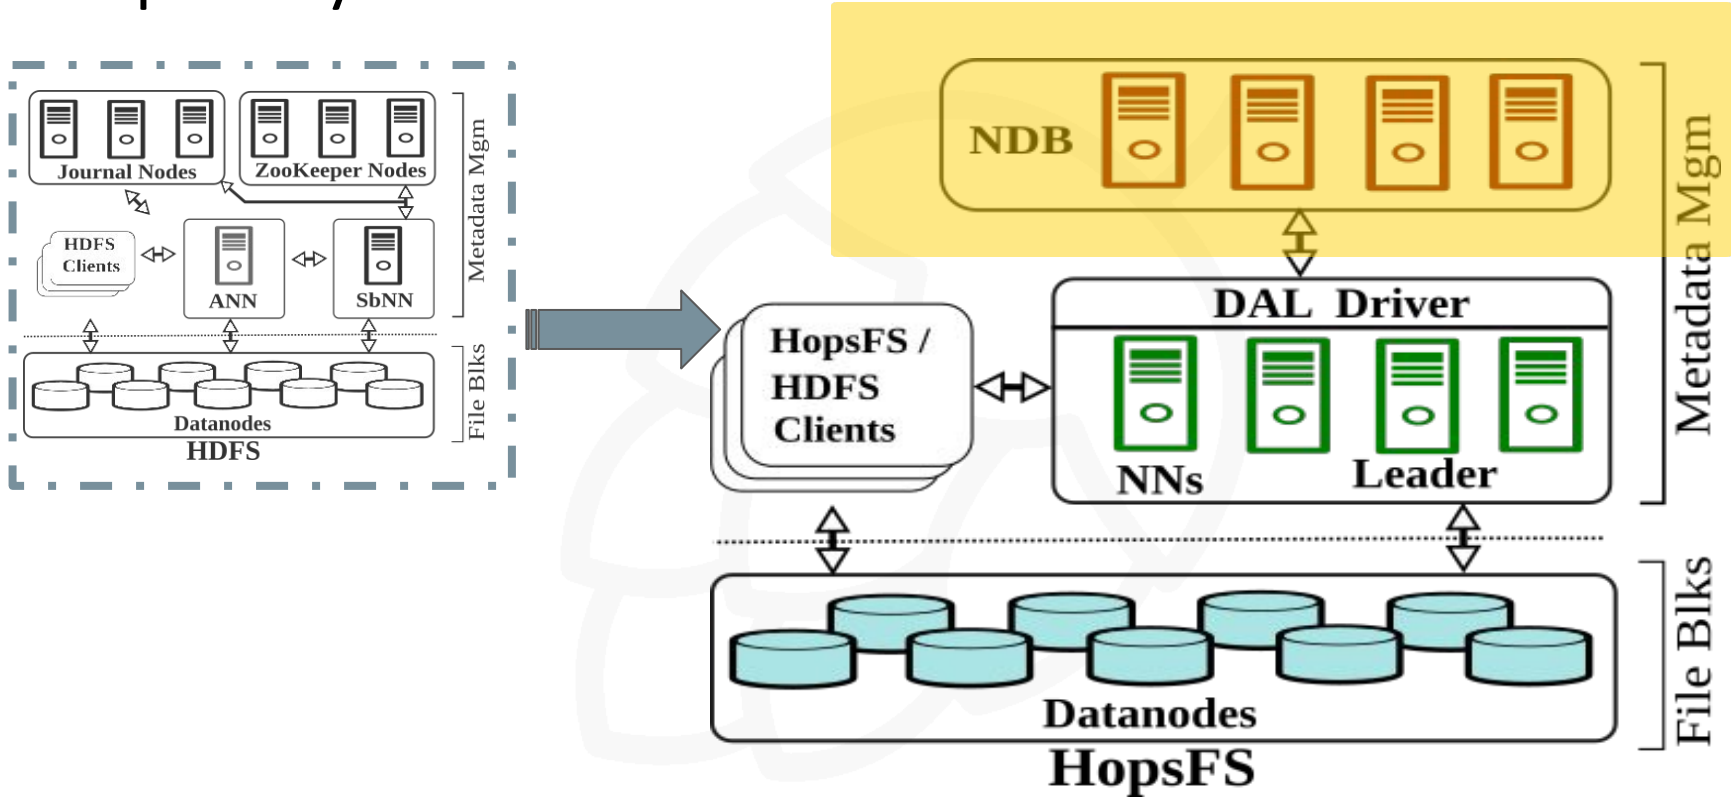 Journal Nodes
ZooKeeper Nodes
Metadata Mgm
HDFS
Clients
ANN
SbNN
File Blks
Datanodes
HDFS
NDB
Metadata Mgm
DAL Driver
HopsFS /
HDFS
Clients
NNs
Leader
File Blks
Datanodes
HopsFS